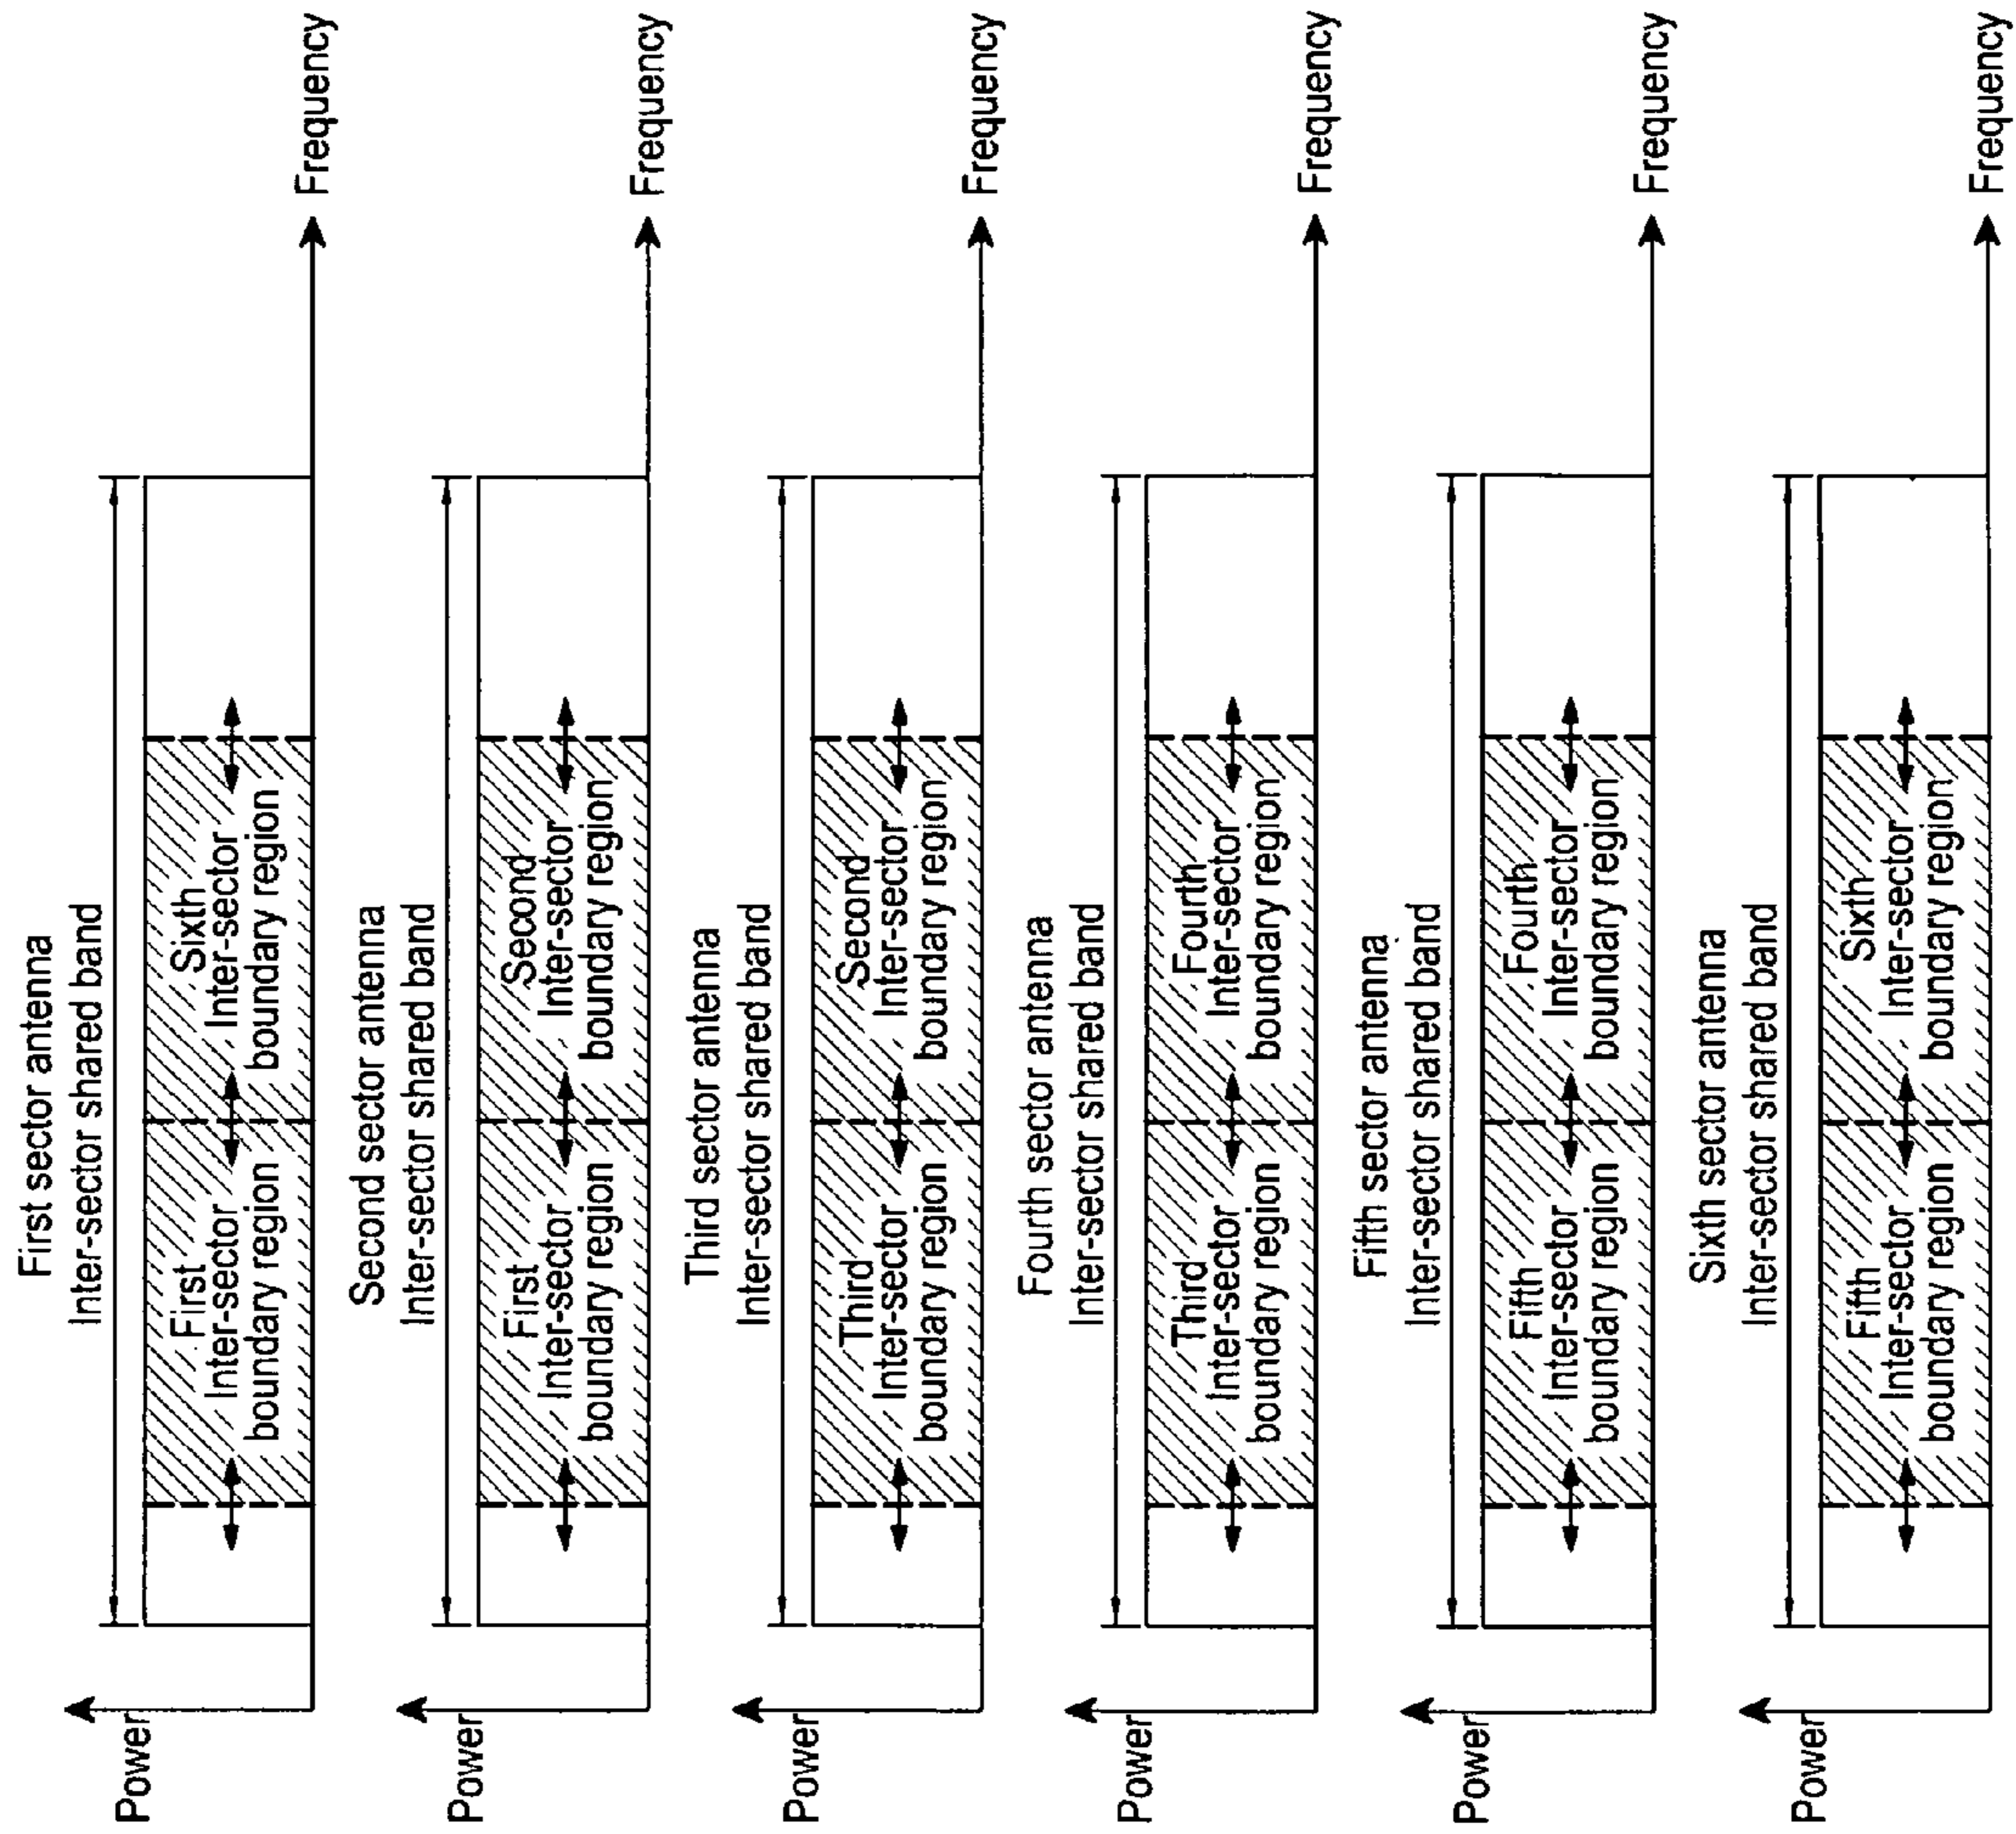 First sector antenna
Inter-sector shared band
Power
First
Inter-sector
boundary region
Sixth
Inter-sector
boundary region
Frequency
Second sector antenna
Inter-sector shared band
Power
First
Inter-sector
boundary region
Second
Inter-sector
boundary region
Frequency
Third sector antenna
Inter-sector shared band
Power
Third
Inter-sector
boundary region
Second
Inter-sector
boundary region
Frequency
Fourth sector antenna
Inter-sector shared band
Power
Third
Inter-sector
boundary region
Fourth
Inter-sector
boundary region
Frequency
Fifth sector antenna
Inter-sector shared band
Power
Fifth
Inter-sector
boundary region
Fourth
Inter-sector
boundary region
Frequency
Sixth sector antenna
Inter-sector shared band
Power
Fifth
Inter-sector
boundary region
Sixth
Inter-sector
boundary region
Frequency